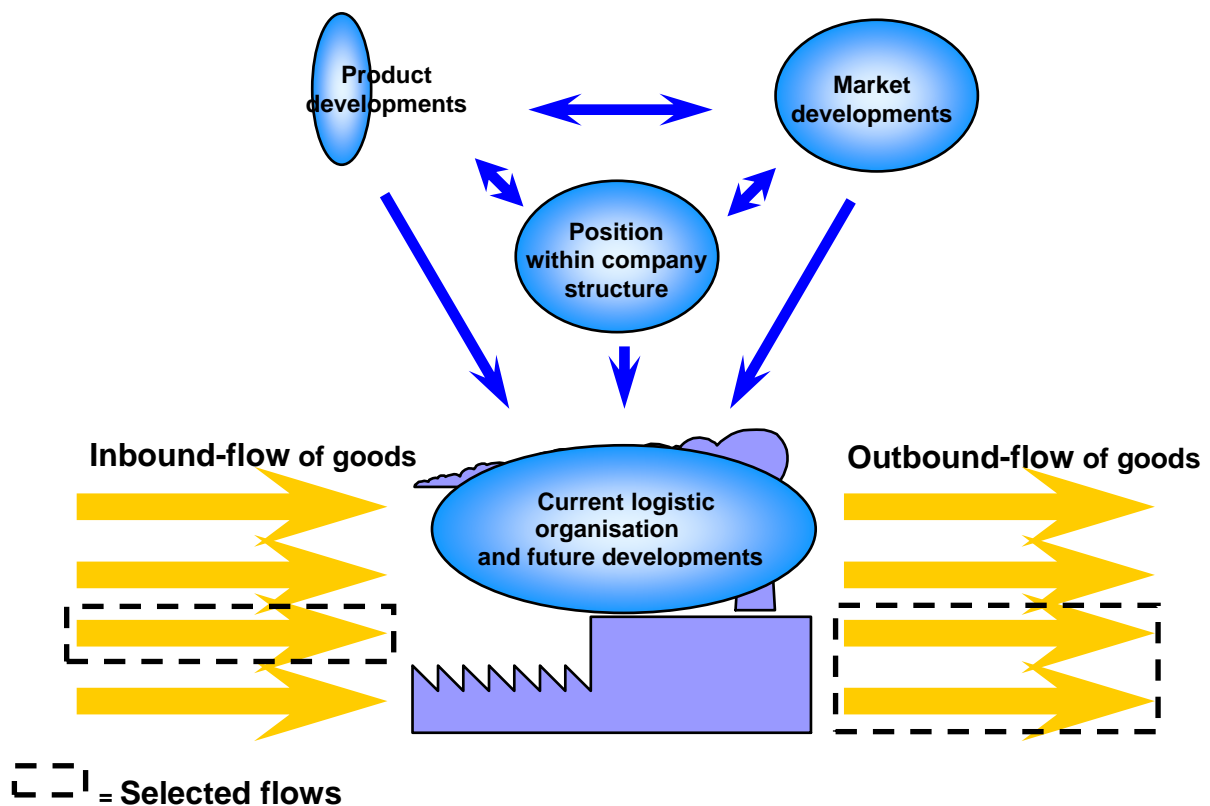 Product
developments
Market
developments
Position
within company
structure
Inbound-flow of goods
Outbound-flow of goods
Current logistic
organisation
and future developments
= Selected flows